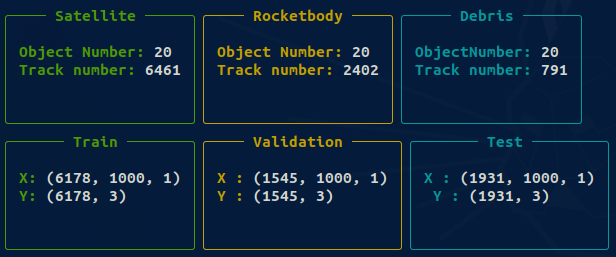 Satellite Rocketbody Debris
Object Number: 20 Object Number: 20 ObjectNumber: 20
Track number: 6461 Track number: 2402 Track number: 791
Train Validation Test
X: (6178, 1000, 1) X : (1545, 1000, 1) X : (1931, 1000, 1)
Y: (6178, 3) Y : (1545, 3) Y : (1931, 3)